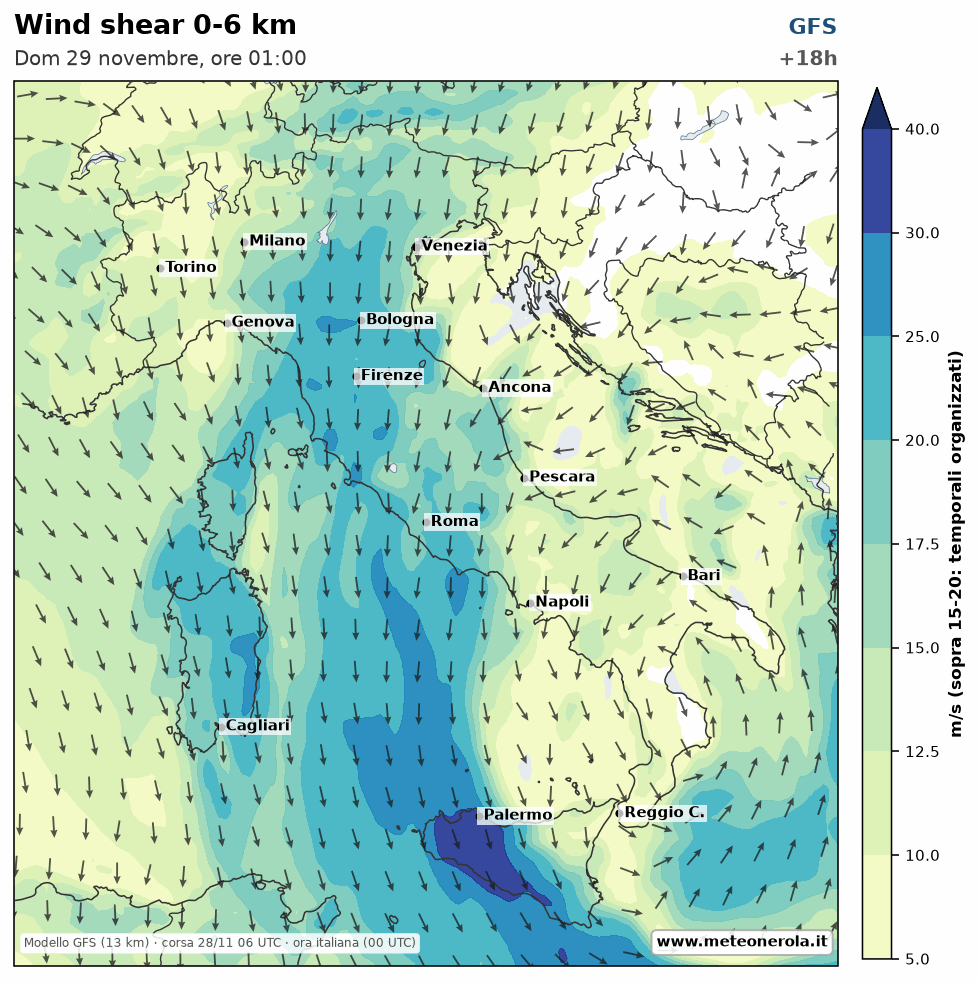 Wind shear 0-6 km
GFS
Dom 29 novembre, ore 01:00
+18h
Milano
Venezia
Torino
Genova
Bologna
Firenze
Ancona
Pescara
Roma
Bari
Napoli
Cagliari
Palermo
Reggio C.
40.0
30.0
25.0
20.0
17.5
15.0
12.5
10.0
5.0
m/s (sopra 15-20: temporali organizzati)
Modello GFS (13 km) · corsa 28/11 06 UTC · ora italiana (00 UTC)
www.meteonerola.it